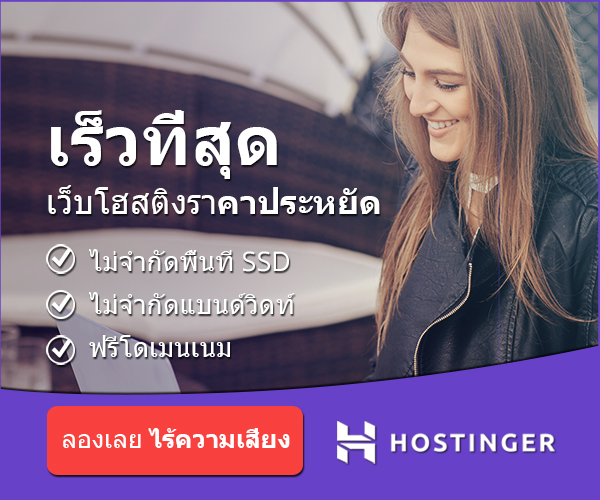 เร็วที่สุด
เว็บโฮสติ้งราคาประหยัด
ไม่จำกัดพื้นที่ SSD
ไม่จำกัดแบนด์วิดท์
ฟรีโดเมนเนม
ลองเลย ไร้ความเสี่ยง
HOSTINGER